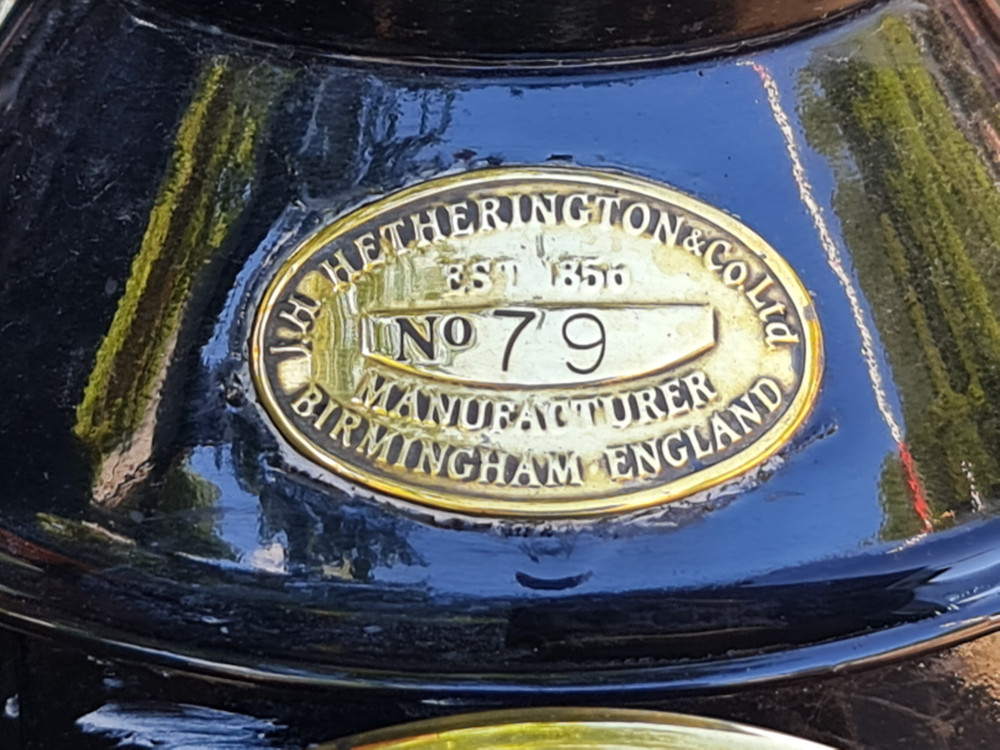 J.H HETHERINGTON & CO Ltd
EST 1856
No 79
MANUFACTURER
BIRMINGHAM ENGLAND